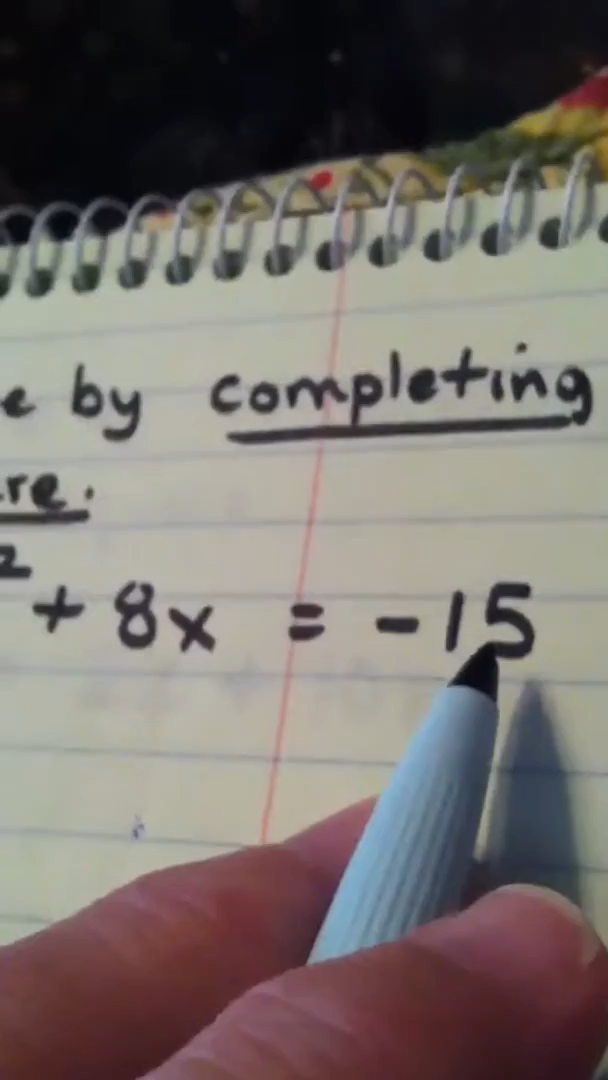 e by completing
re.
2 + 8x = -15